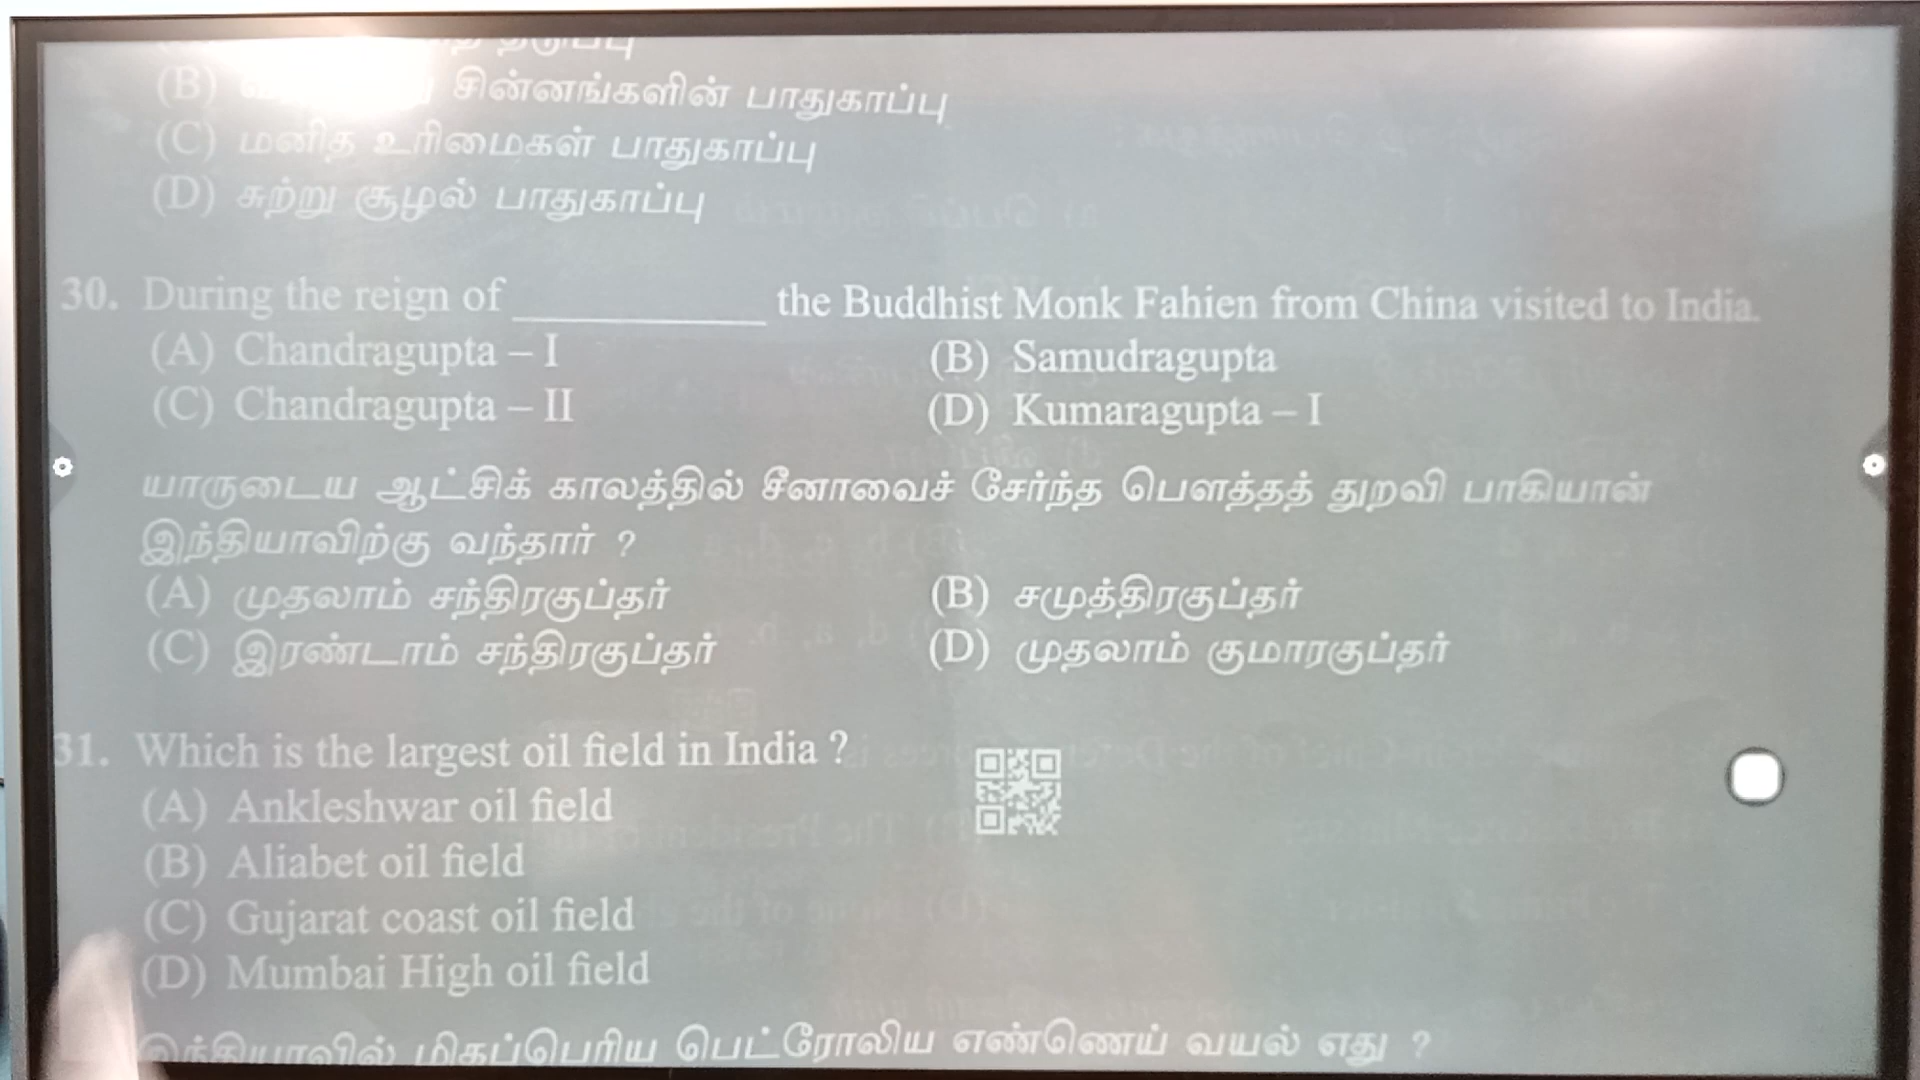 (B) சின்னங்களின் பாதுகாப்பு
(C) மனித உரிமைகள் பாதுகாப்பு
(D) சுற்று சூழல் பாதுகாப்பு
30. During the reign of ____________ the Buddhist Monk Fahien from China visited to India.
(A) Chandragupta – I (B) Samudragupta
(C) Chandragupta – II (D) Kumaragupta – I
யாருடைய ஆட்சிக் காலத்தில் சீனாவைச் சேர்ந்த பௌத்தத் துறவி பாகியான்
இந்தியாவிற்கு வந்தார் ?
(A) முதலாம் சந்திரகுப்தர் (B) சமுத்திரகுப்தர்
(C) இரண்டாம் சந்திரகுப்தர் (D) முதலாம் குமாரகுப்தர்
31. Which is the largest oil field in India ?
(A) Ankleshwar oil field
(B) Aliabet oil field
(C) Gujarat coast oil field
(D) Mumbai High oil field
இந்தியாவில் மிகப்பெரிய பெட்ரோலிய எண்ணெய் வயல் எது ?